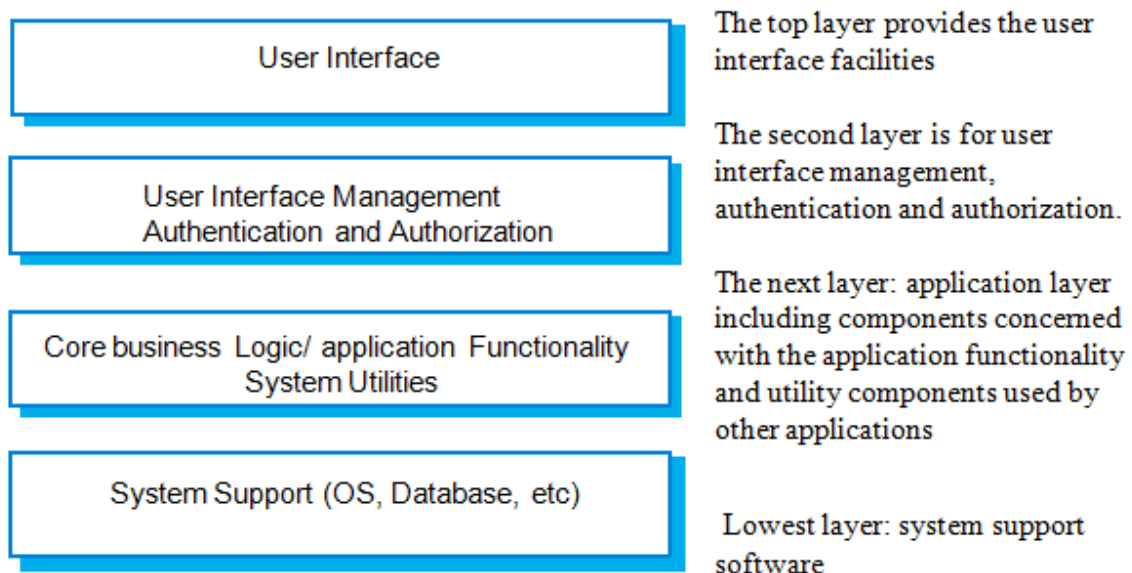 User Interface
The top layer provides the user
interface facilities
User Interface Management
Authentication and Authorization
The second layer is for user
interface management,
authentication and authorization.
Core business Logic/ application Functionality
System Utilities
The next layer: application layer
including components concerned
with the application functionality
and utility components used by
other applications
System Support (OS, Database, etc)
Lowest layer: system support
software